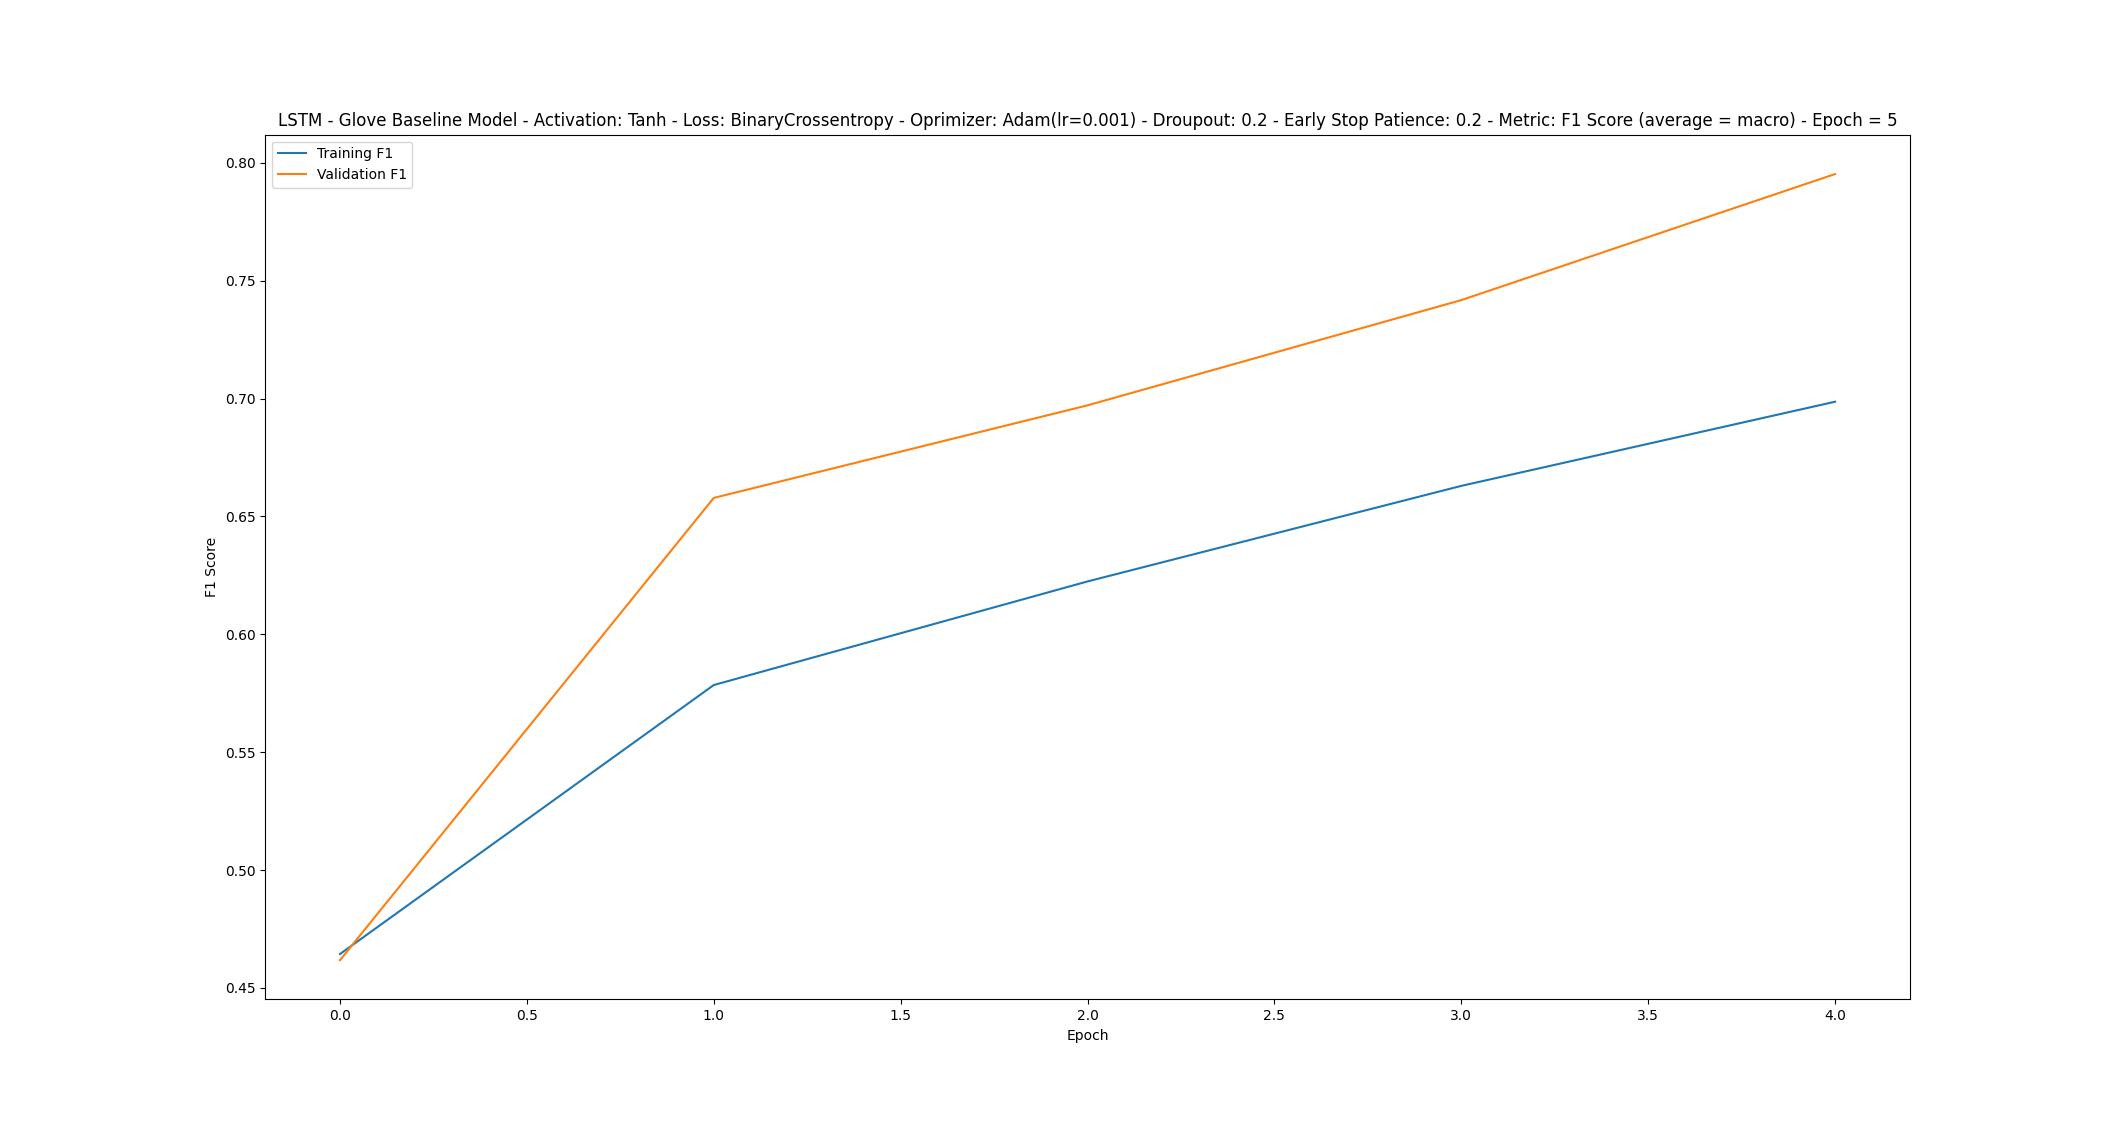 LSTM - Glove Baseline Model - Activation: Tanh - Loss: BinaryCrossentropy - Oprimizer: Adam(lr=0.001) - Droupout: 0.2 - Early Stop Patience: 0.2 - Metric: F1 Score (average = macro) - Epoch = 5
Training F1
Validation F1
0.80
0.75
0.70
0.65
0.60
0.55
0.50
0.45
F1 Score
0.0 0.5 1.0 1.5 2.0 2.5 3.0 3.5 4.0
Epoch